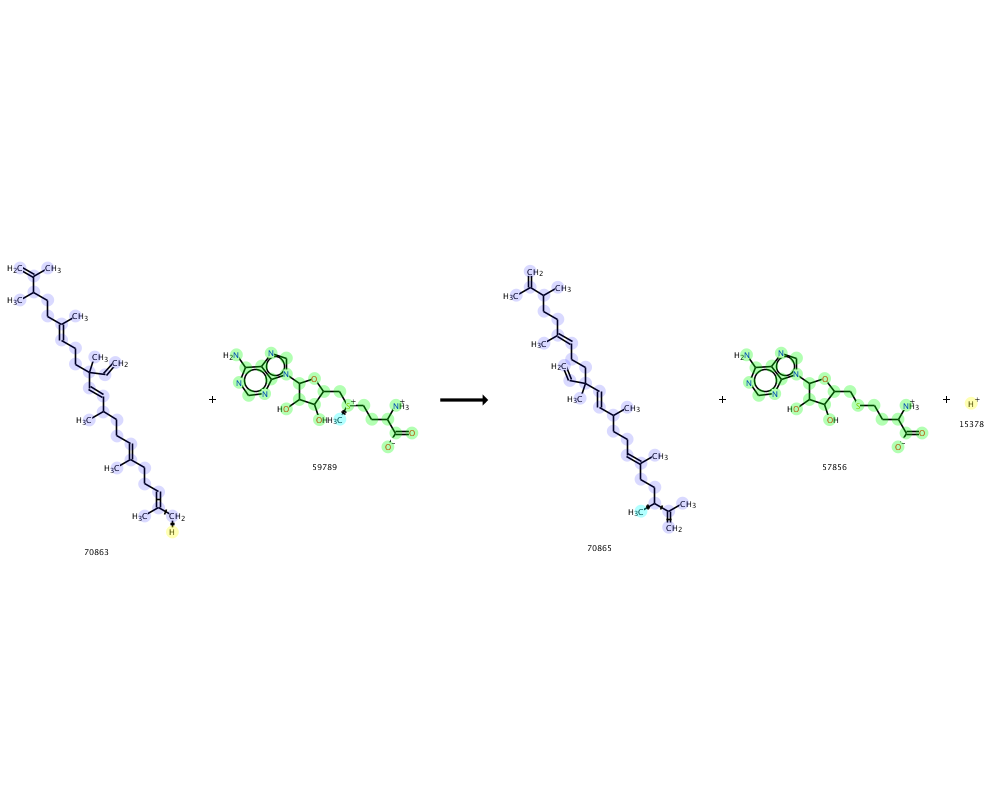 H₂C CH₃ H₃C CH₃ CH₃ CH₂ H₃C H₃C H₃C CH₂ H
70863
+
H₂N N N N N O HO OH H₃C S⁺ NH₃⁺ O O⁻
59789
CH₂ H₃C CH₃ H₃C H₂C H₃C CH₃ CH₃ H₃C CH₃ CH₂
70865
+
H₂N N N N N O HO OH S NH₃⁺ O O⁻
57856
+
H⁺
15378